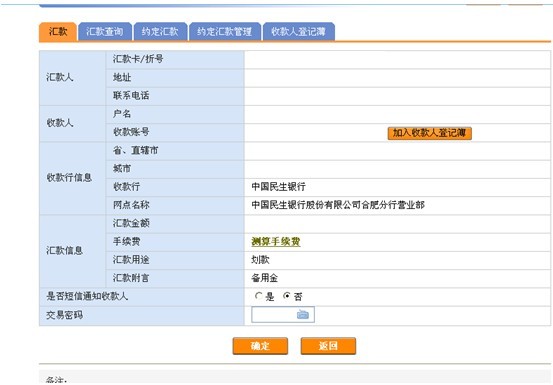 汇款 汇款查询 约定汇款 约定汇款管理 收款人登记簿
汇款人
汇款卡/折号
地址
联系电话
收款人
户名
收款账号 加入收款人登记簿
收款行信息
省、直辖市
城市
收款行 中国民生银行
网点名称 中国民生银行股份有限公司合肥分行营业部
汇款信息
汇款金额
手续费 测算手续费
汇款用途 划款
汇款附言 备用金
是否短信通知收款人 是 否
交易密码
确定 返回
备注: